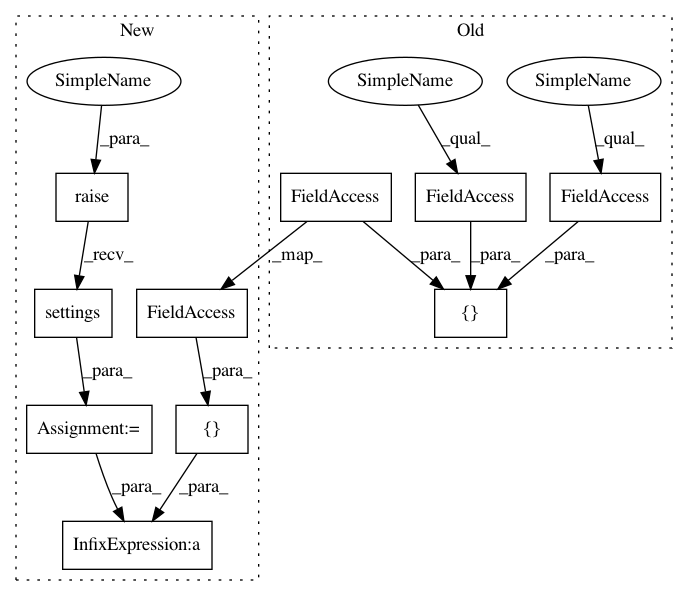 New
Old
SimpleName
SimpleName
SimpleName
_para_
_qual_
_qual_
raise
FieldAccess
FieldAccess
FieldAccess
_recv_
_map_
_para_
_para_
_para_
settings
FieldAccess
{}
_para_
_para_
Assignment:=
{}
_para_
_para_
InfixExpression:a